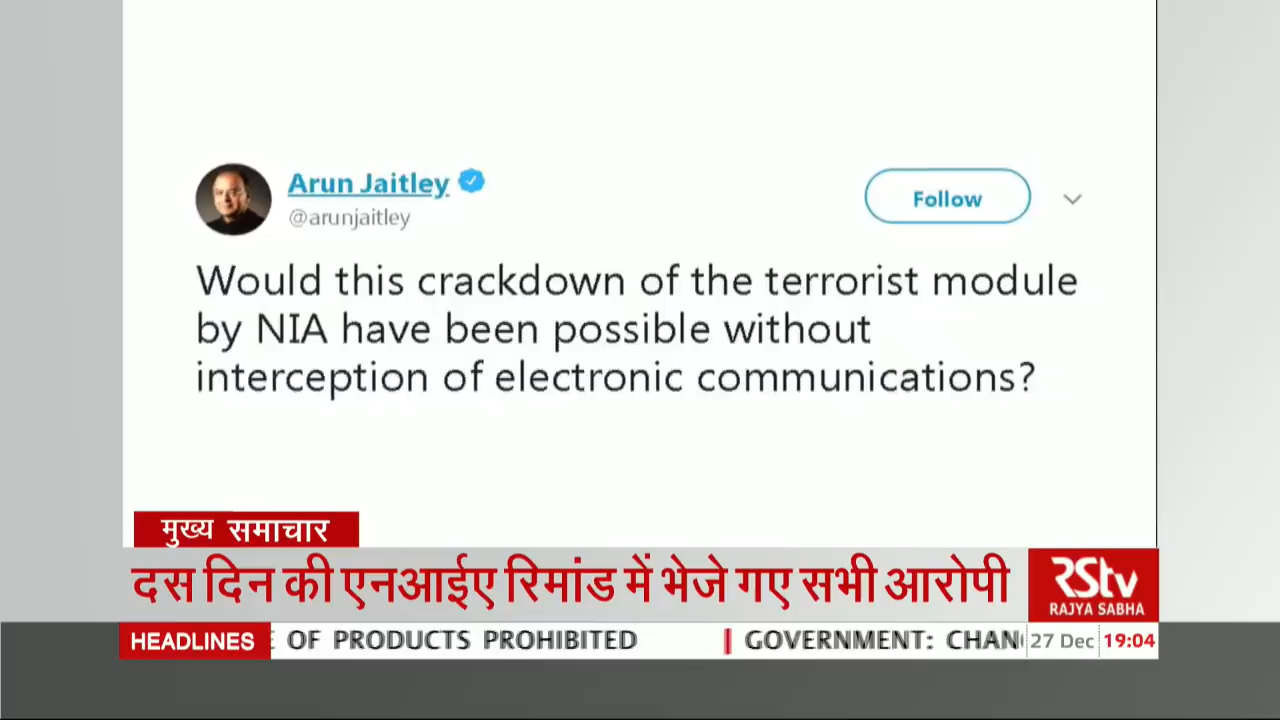 Arun Jaitley
@arunjaitley
Follow
Would this crackdown of the terrorist module
by NIA have been possible without
interception of electronic communications?
मुख्य समाचार
दस दिन की एनआईए रिमांड में भेजे गए सभी आरोपी
RStv
RAJYA SABHA
HEADLINES OF PRODUCTS PROHIBITED | GOVERNMENT: 27 Dec 19:04